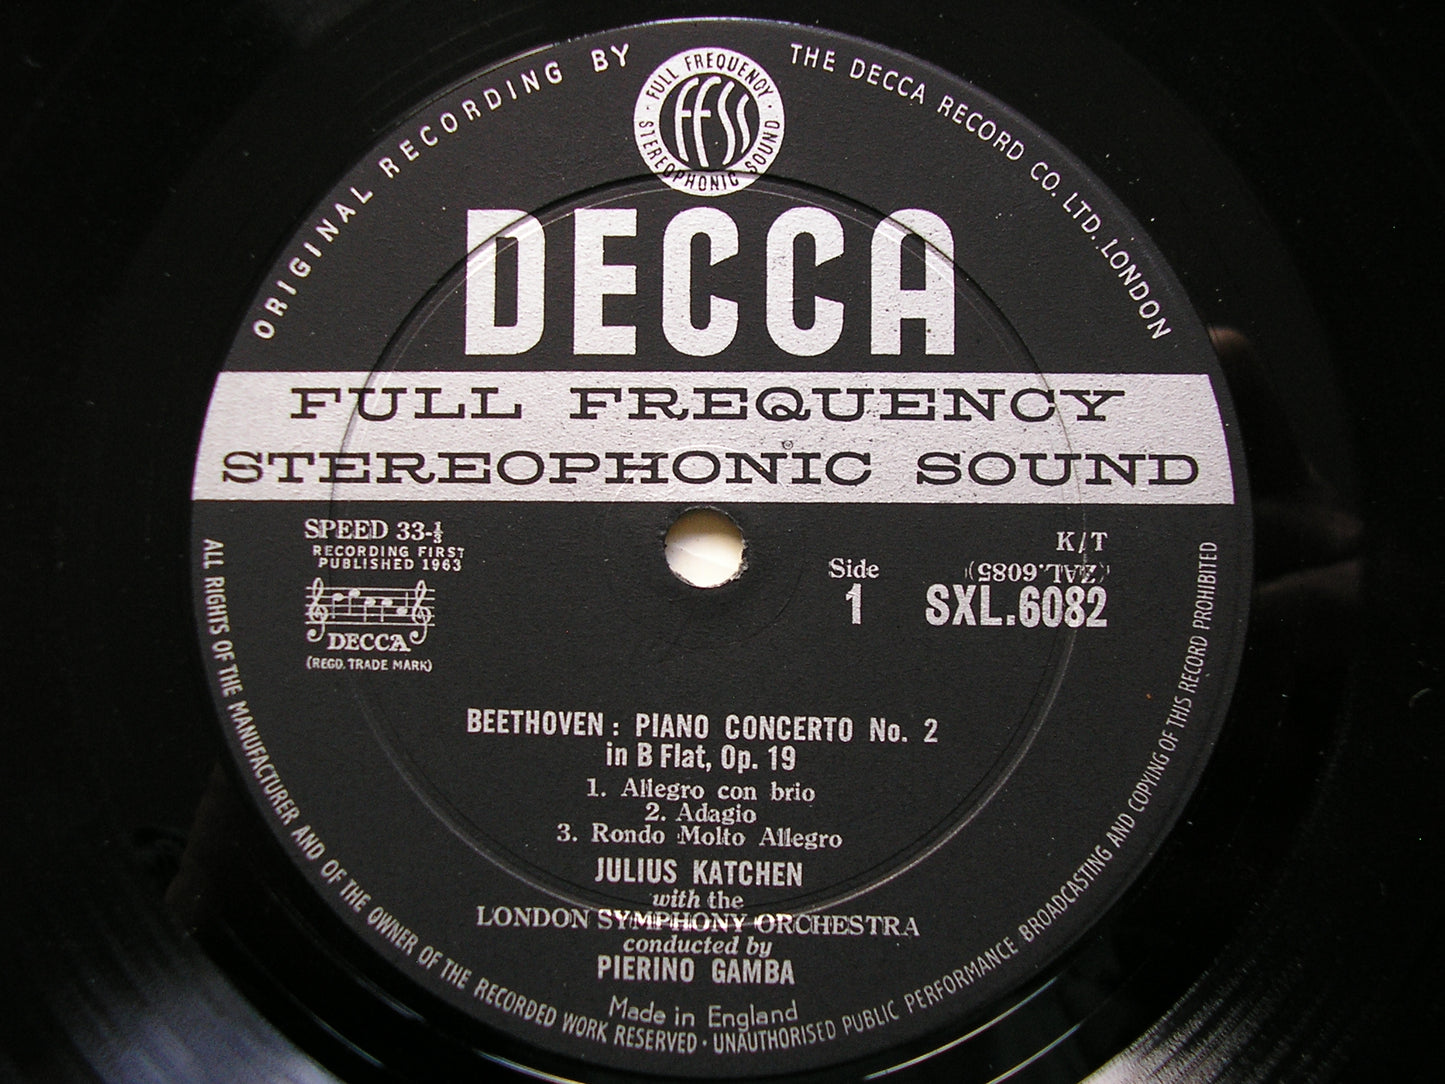 ORIGINAL RECORDING BY
FULL FREQUENCY
FFSS
STEREOPHONIC SOUND
THE DECCA RECORD CO. LTD. LONDON
DECCA
FULL FREQUENCY
STEREOPHONIC SOUND
SPEED 33-⅓
RECORDING FIRST
PUBLISHED 1963
DECCA
(REGD. TRADE MARK)
Side
1
K/T
(ZAL.6085)
SXL.6082
BEETHOVEN : PIANO CONCERTO No. 2
in B Flat, Op. 19
1. Allegro con brio
2. Adagio
3. Rondo Molto Allegro
JULIUS KATCHEN
with the
LONDON SYMPHONY ORCHESTRA
conducted by
PIERINO GAMBA
Made in England
ALL RIGHTS OF THE MANUFACTURER AND OF THE OWNER OF THE RECORDED WORK RESERVED · UNAUTHORISED PUBLIC PERFORMANCE BROADCASTING AND COPYING OF THIS RECORD PROHIBITED